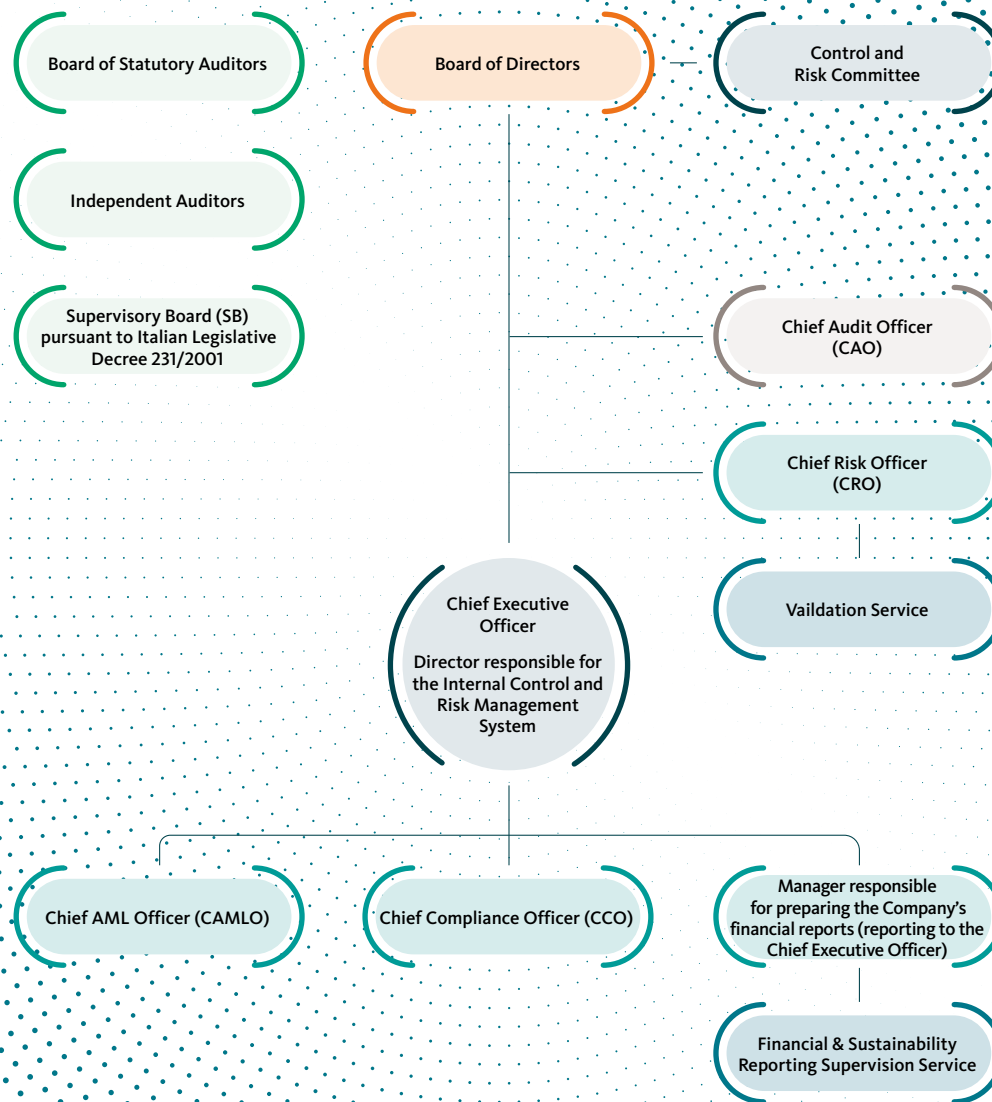 Board of Statutory Auditors
Board of Directors
Control and
Risk Committee
Independent Auditors
Supervisory Board (SB)
pursuant to Italian Legislative
Decree 231/2001
Chief Audit Officer
(CAO)
Chief Risk Officer
(CRO)
Vaildation Service
Chief Executive
Officer
Director responsible for
the Internal Control and
Risk Management
System
Chief AML Officer (CAMLO)
Chief Compliance Officer (CCO)
Manager responsible
for preparing the Company's
financial reports (reporting to the
Chief Executive Officer)
Financial & Sustainability
Reporting Supervision Service